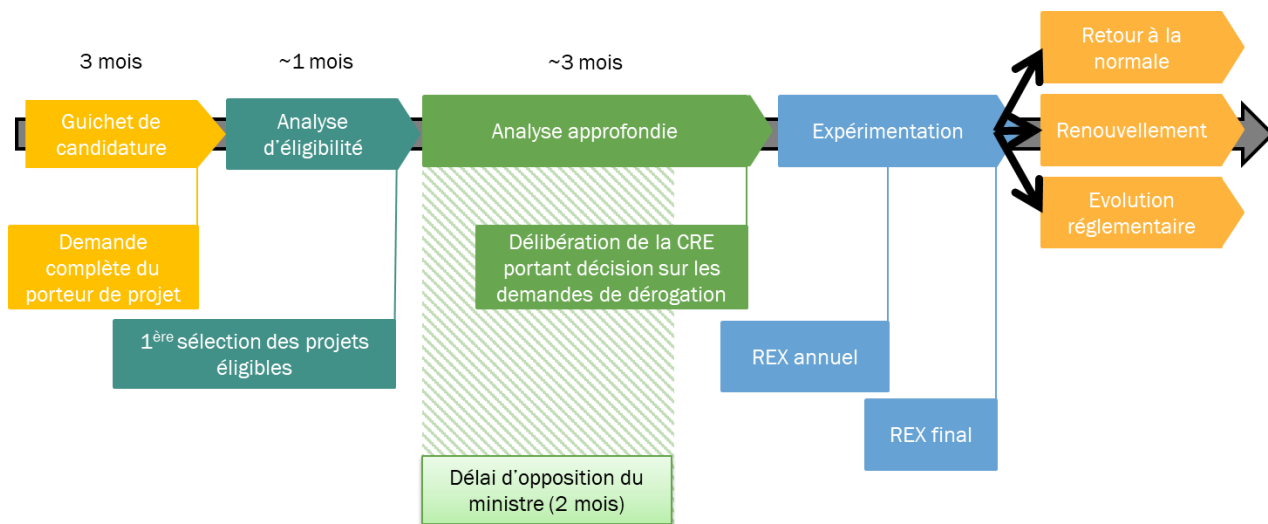 3 mois
~1 mois
~3 mois
Guichet de
candidature
Analyse
d’éligibilité
Analyse approfondie
Expérimentation
Retour à la
normale
Renouvellement
Evolution
réglementaire
Demande
complète du
porteur de projet
1ère sélection des projets
éligibles
Délibération de la CRE
portant décision sur les
demandes de dérogation
REX annuel
REX final
Délai d’opposition du
ministre (2 mois)